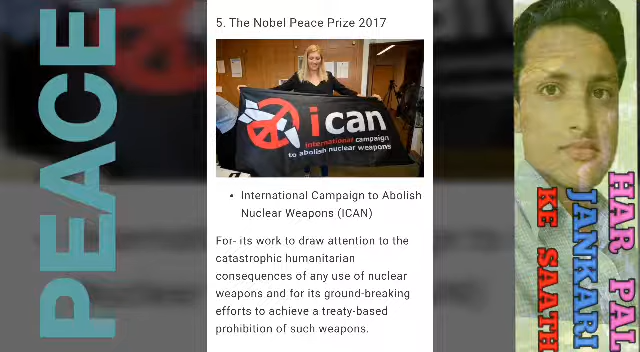 PEACE
5. The Nobel Peace Prize 2017
i can
international campaign
to abolish nuclear weapons
• International Campaign to Abolish
Nuclear Weapons (ICAN)
For- its work to draw attention to the
catastrophic humanitarian
consequences of any use of nuclear
weapons and for its ground-breaking
efforts to achieve a treaty-based
prohibition of such weapons.
HAR PAL
JANKARI
KE SAATH